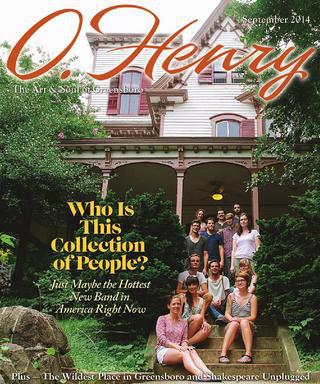 September 2014
O. Henry
The Art & Soul of Greensboro
Who Is
This
Collection
of People?
Just Maybe the Hottest
New Band in
America Right Now
Plus — The Wildest Place in Greensboro and Shakespeare Unplugged